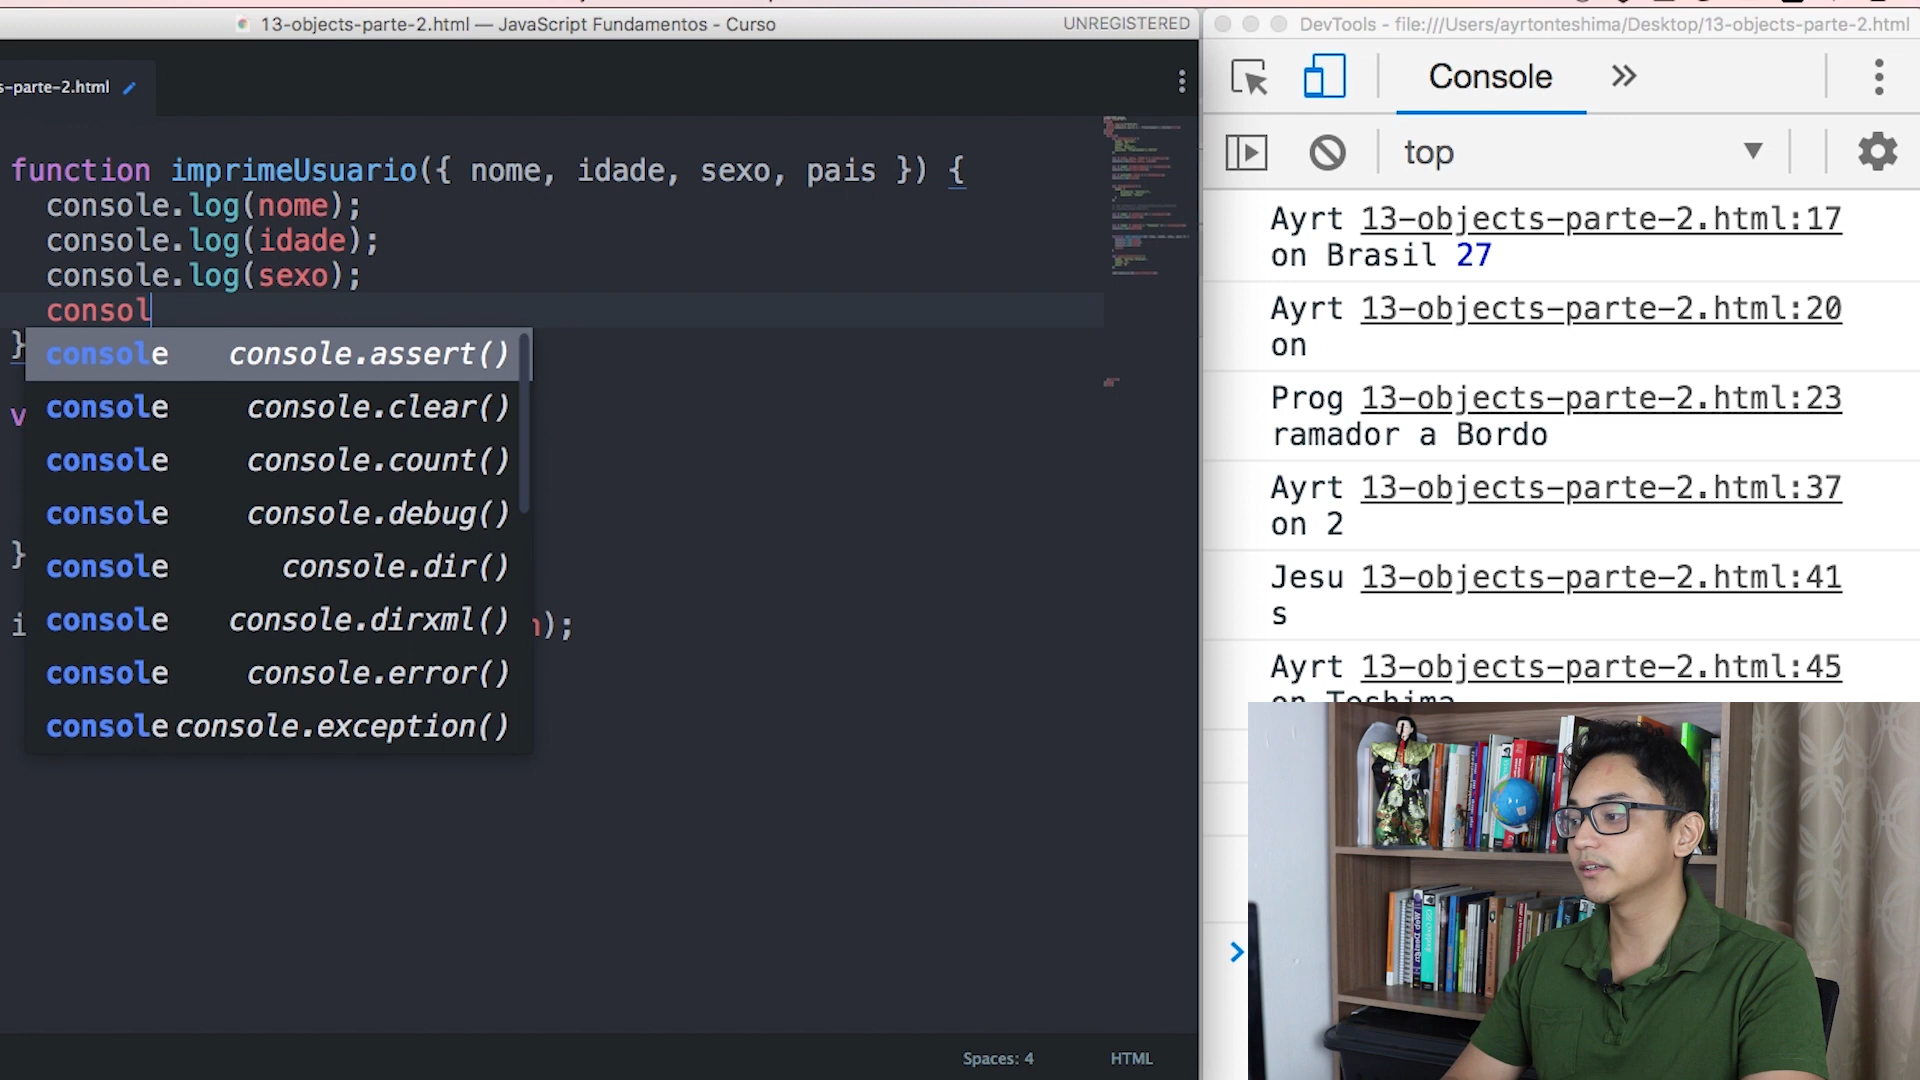 13-objects-parte-2.html — JavaScript Fundamentos - Curso
UNREGISTERED
s-parte-2.html
function imprimeUsuario({ nome, idade, sexo, pais }) {
console.log(nome);
console.log(idade);
console.log(sexo);
consol
}
console console.assert()
console console.clear()
v
console console.count()
console console.debug()
}
console console.dir()
console console.dirxml()
i
);
console console.error()
console console.exception()
Spaces: 4
HTML
DevTools - file:///Users/ayrtonteshima/Desktop/13-objects-parte-2.html
Console
top
Ayrt 13-objects-parte-2.html:17
on Brasil 27
Ayrt 13-objects-parte-2.html:20
on
Prog 13-objects-parte-2.html:23
ramador a Bordo
Ayrt 13-objects-parte-2.html:37
on 2
Jesu 13-objects-parte-2.html:41
s
Ayrt 13-objects-parte-2.html:45
on Teshima